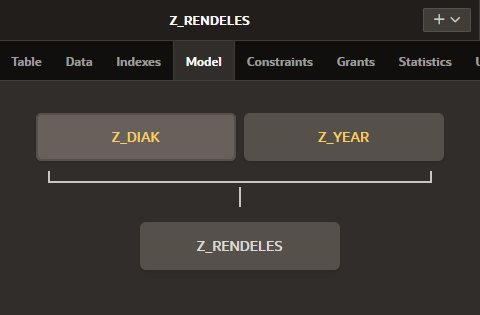 Z_RENDELES
Table Data Indexes Model Constraints Grants Statistics
Z_DIAK Z_YEAR
Z_RENDELES